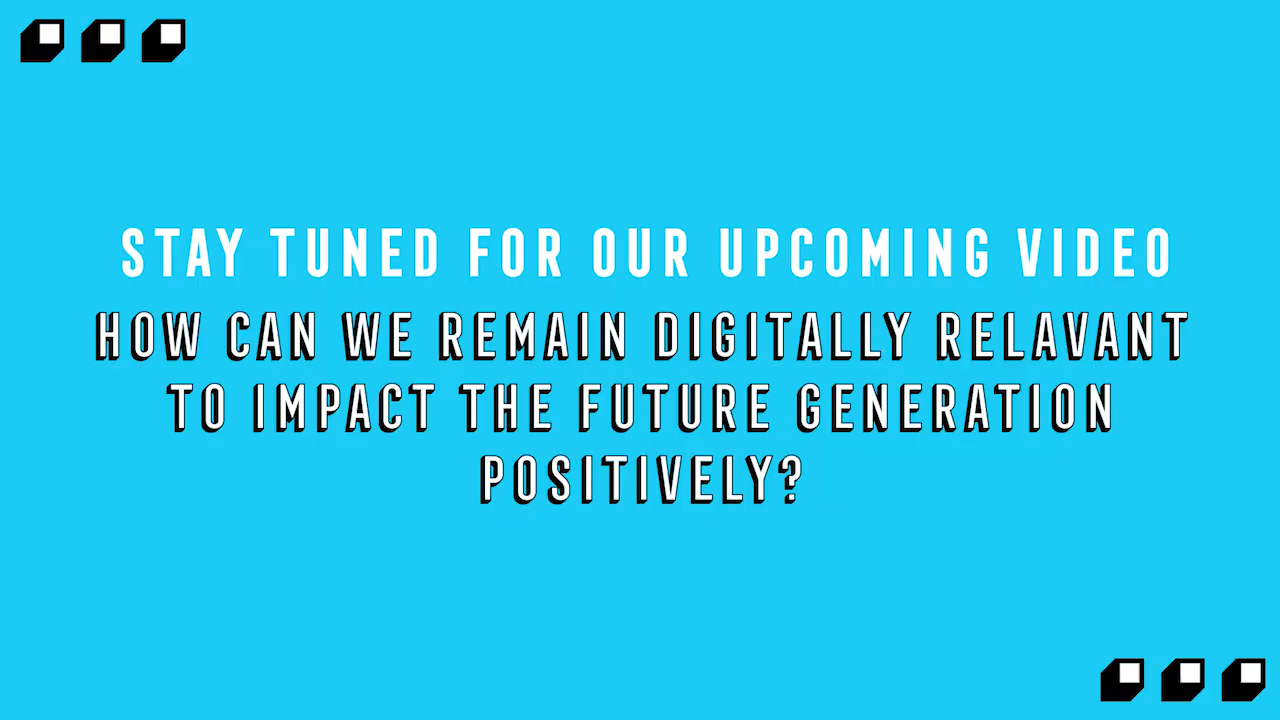 STAY TUNED FOR OUR UPCOMING VIDEO
HOW CAN WE REMAIN DIGITALLY RELAVANT
TO IMPACT THE FUTURE GENERATION
POSITIVELY?